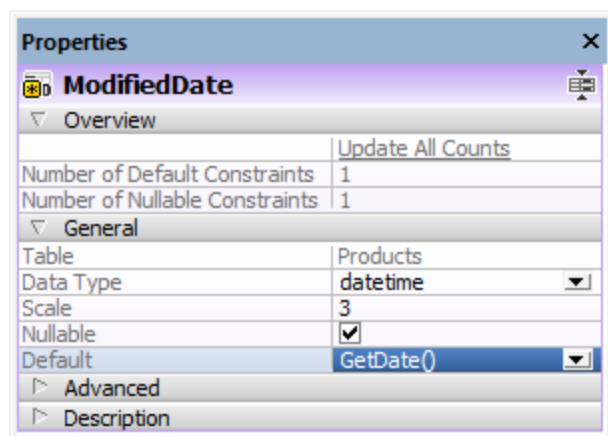 Properties
ModifiedDate
Overview
Update All Counts
Number of Default Constraints 1
Number of Nullable Constraints 1
General
Table Products
Data Type datetime
Scale 3
Nullable
Default GetDate()
Advanced
Description